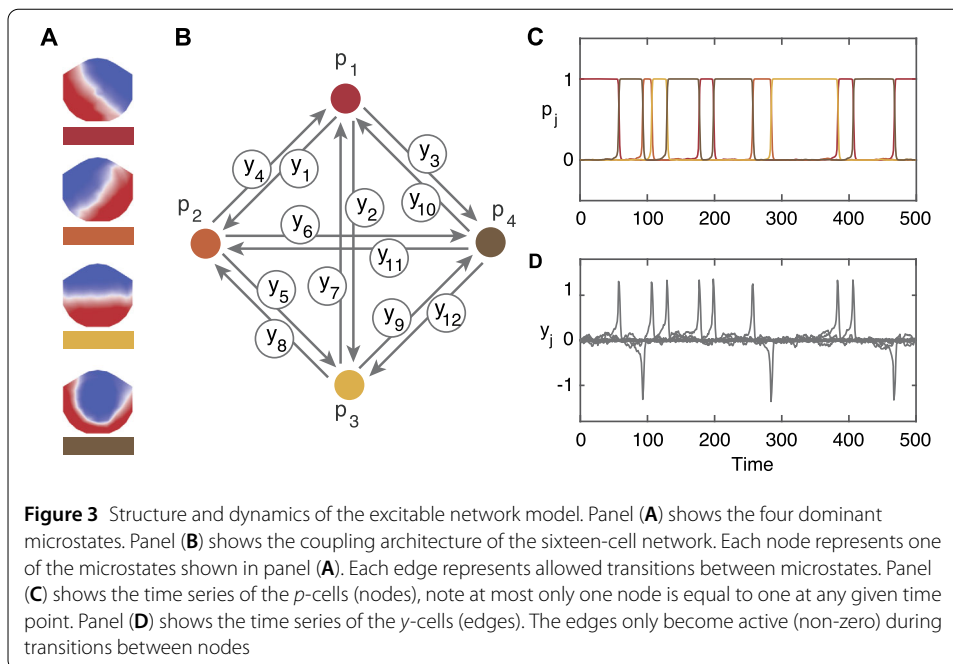 A
B
p1
y4
y1
y3
y2
y10
p2
p4
y6
y11
y5
y7
y8
y9
y12
p3
C
1
pj
0
0 100 200 300 400 500
D
1
yj 0
-1
0 100 200 300 400 500
Time
Figure 3 Structure and dynamics of the excitable network model. Panel (A) shows the four dominant
microstates. Panel (B) shows the coupling architecture of the sixteen-cell network. Each node represents one
of the microstates shown in panel (A). Each edge represents allowed transitions between microstates. Panel
(C) shows the time series of the p-cells (nodes), note at most only one node is equal to one at any given time
point. Panel (D) shows the time series of the y-cells (edges). The edges only become active (non-zero) during
transitions between nodes